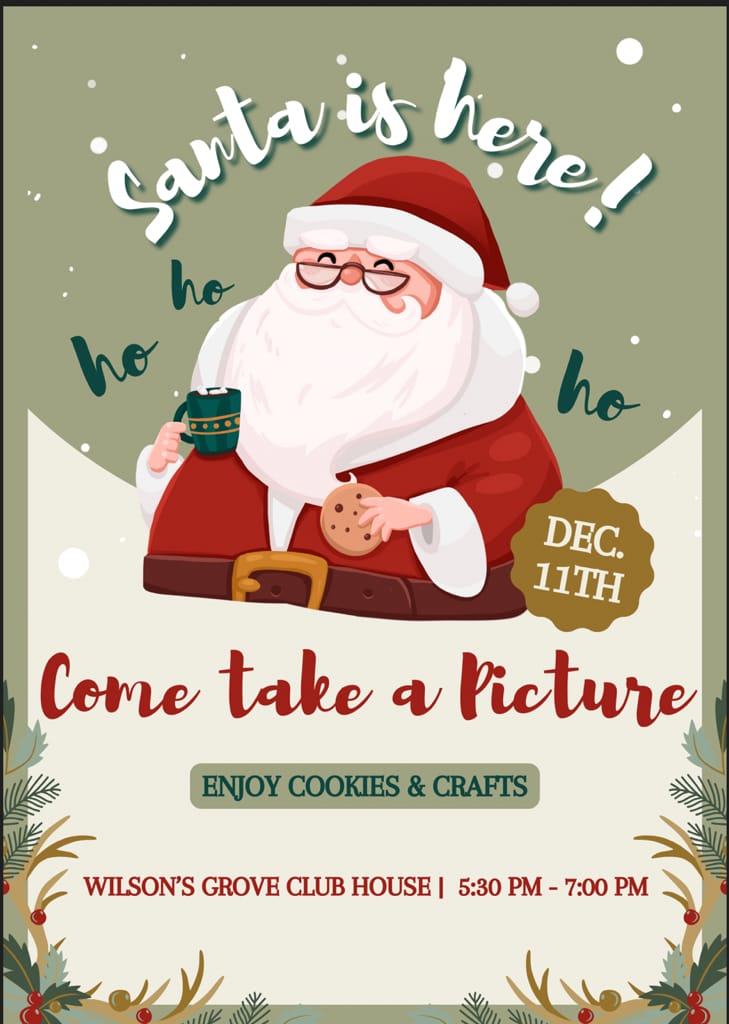 Santa is here!
ho
ho
ho
DEC.
11TH
Come take a Picture
ENJOY COOKIES & CRAFTS
WILSON'S GROVE CLUB HOUSE | 5:30 PM - 7:00 PM